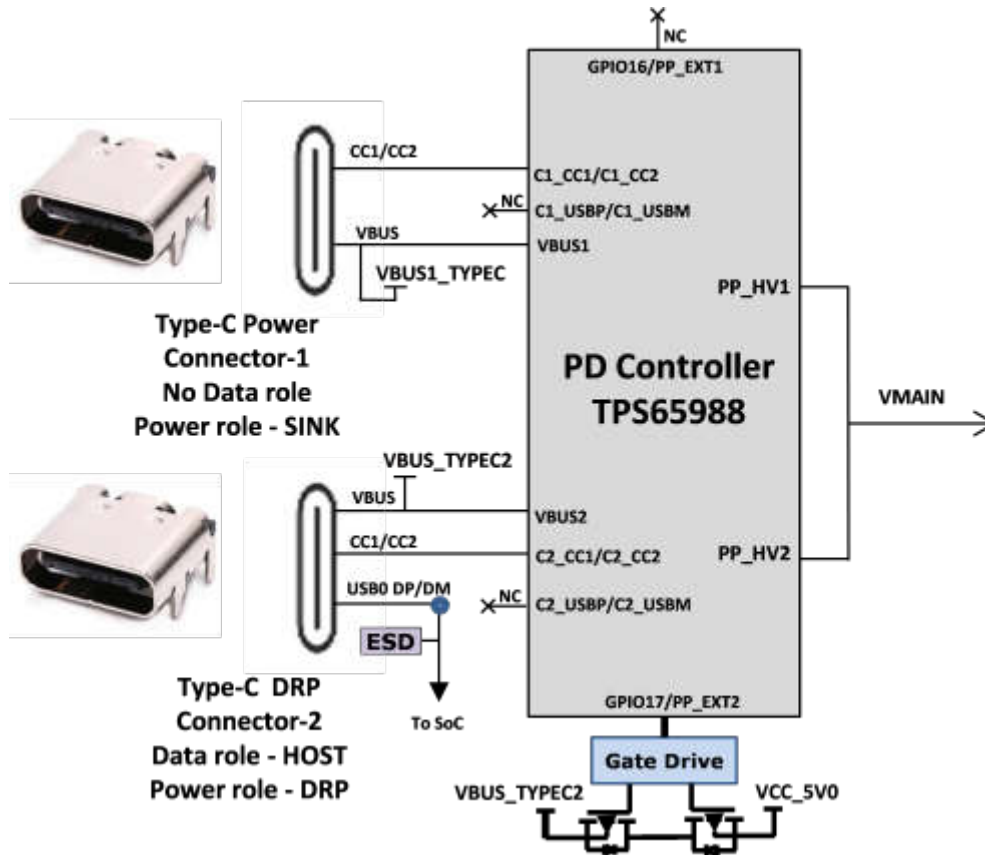 NC
GPIO16/PP_EXT1
CC1/CC2
C1_CC1/C1_CC2
NC
C1_USBP/C1_USBM
VBUS
VBUS1
VBUS1_TYPEC
PP_HV1
Type-C Power
Connector-1
No Data role
Power role - SINK
PD Controller
TPS65988
VMAIN
VBUS_TYPEC2
VBUS
VBUS2
CC1/CC2
C2_CC1/C2_CC2
PP_HV2
USB0 DP/DM
NC
C2_USBP/C2_USBM
ESD
To SoC
Type-C DRP
Connector-2
Data role - HOST
Power role - DRP
GPIO17/PP_EXT2
Gate Drive
VBUS_TYPEC2
VCC_5V0